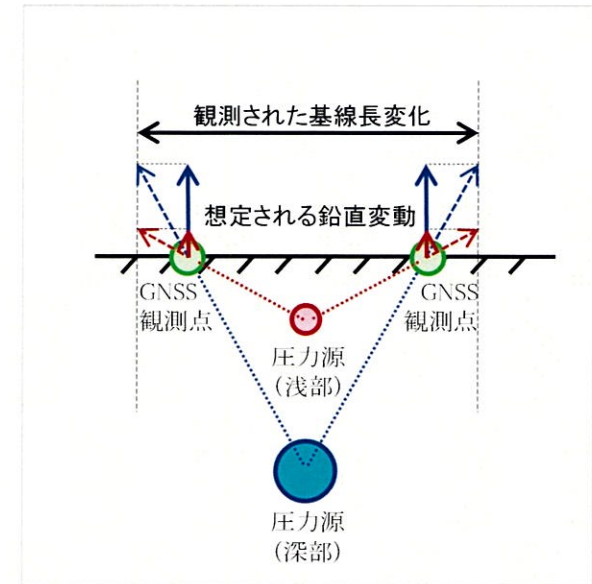 観測された基線長変化
想定される鉛直変動
GNSS
観測点
GNSS
観測点
圧力源
(浅部)
圧力源
(深部)